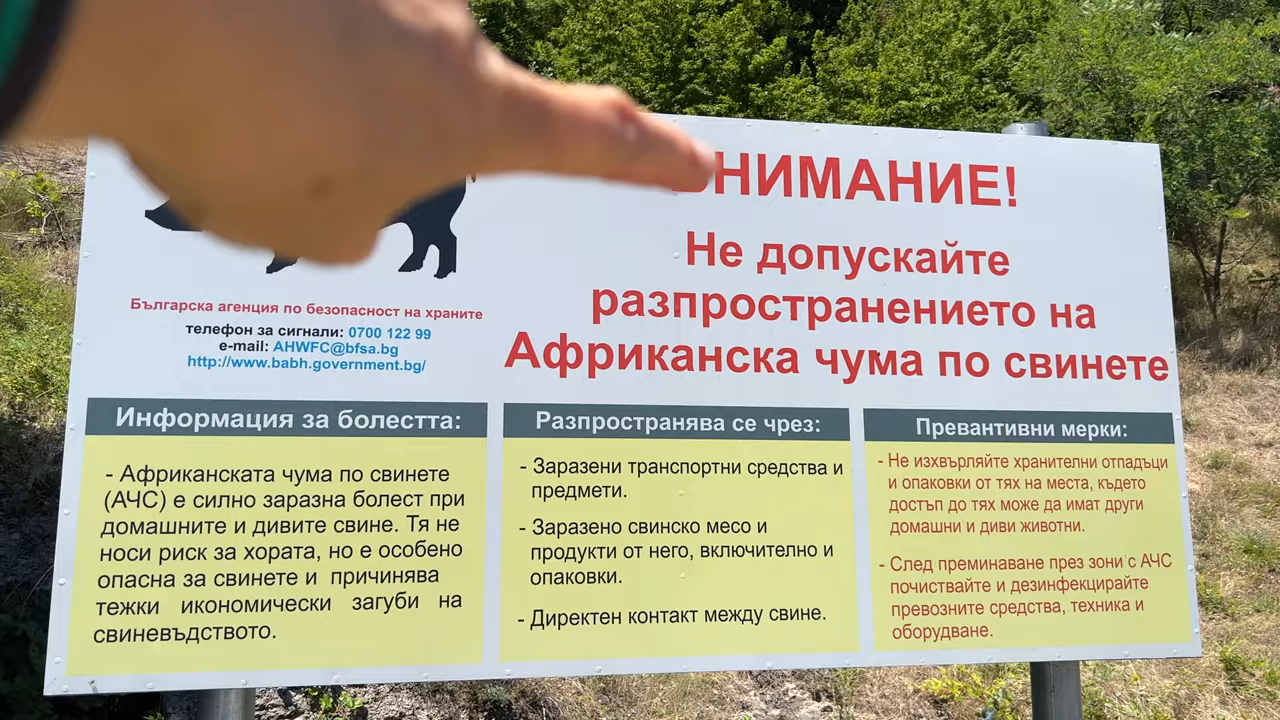 ВНИМАНИЕ!
Не допускайте
разпространението на
Африканска чума по свинете
Българска агенция по безопасност на храните
телефон за сигнали: 0700 122 99
e-mail: AHWFC@bfsa.bg
http://www.babh.government.bg/
Информация за болестта:
- Африканската чума по свинете
(АЧС) е силно заразна болест при
домашните и дивите свине. Тя не
носи риск за хората, но е особено
опасна за свинете и причинява
тежки икономически загуби на
свиневъдството.
Разпространява се чрез:
- Заразени транспортни средства и
предмети.
- Заразено свинско месо и
продукти от него, включително и
опаковки.
- Директен контакт между свине.
Превантивни мерки:
- Не изхвърляйте хранителни отпадъци
и опаковки от тях на места, където
достъп до тях може да имат други
домашни и диви животни.
- След преминаване през зони с АЧС
почиствайте и дезинфекцирайте
превозните средства, техника и
оборудване.